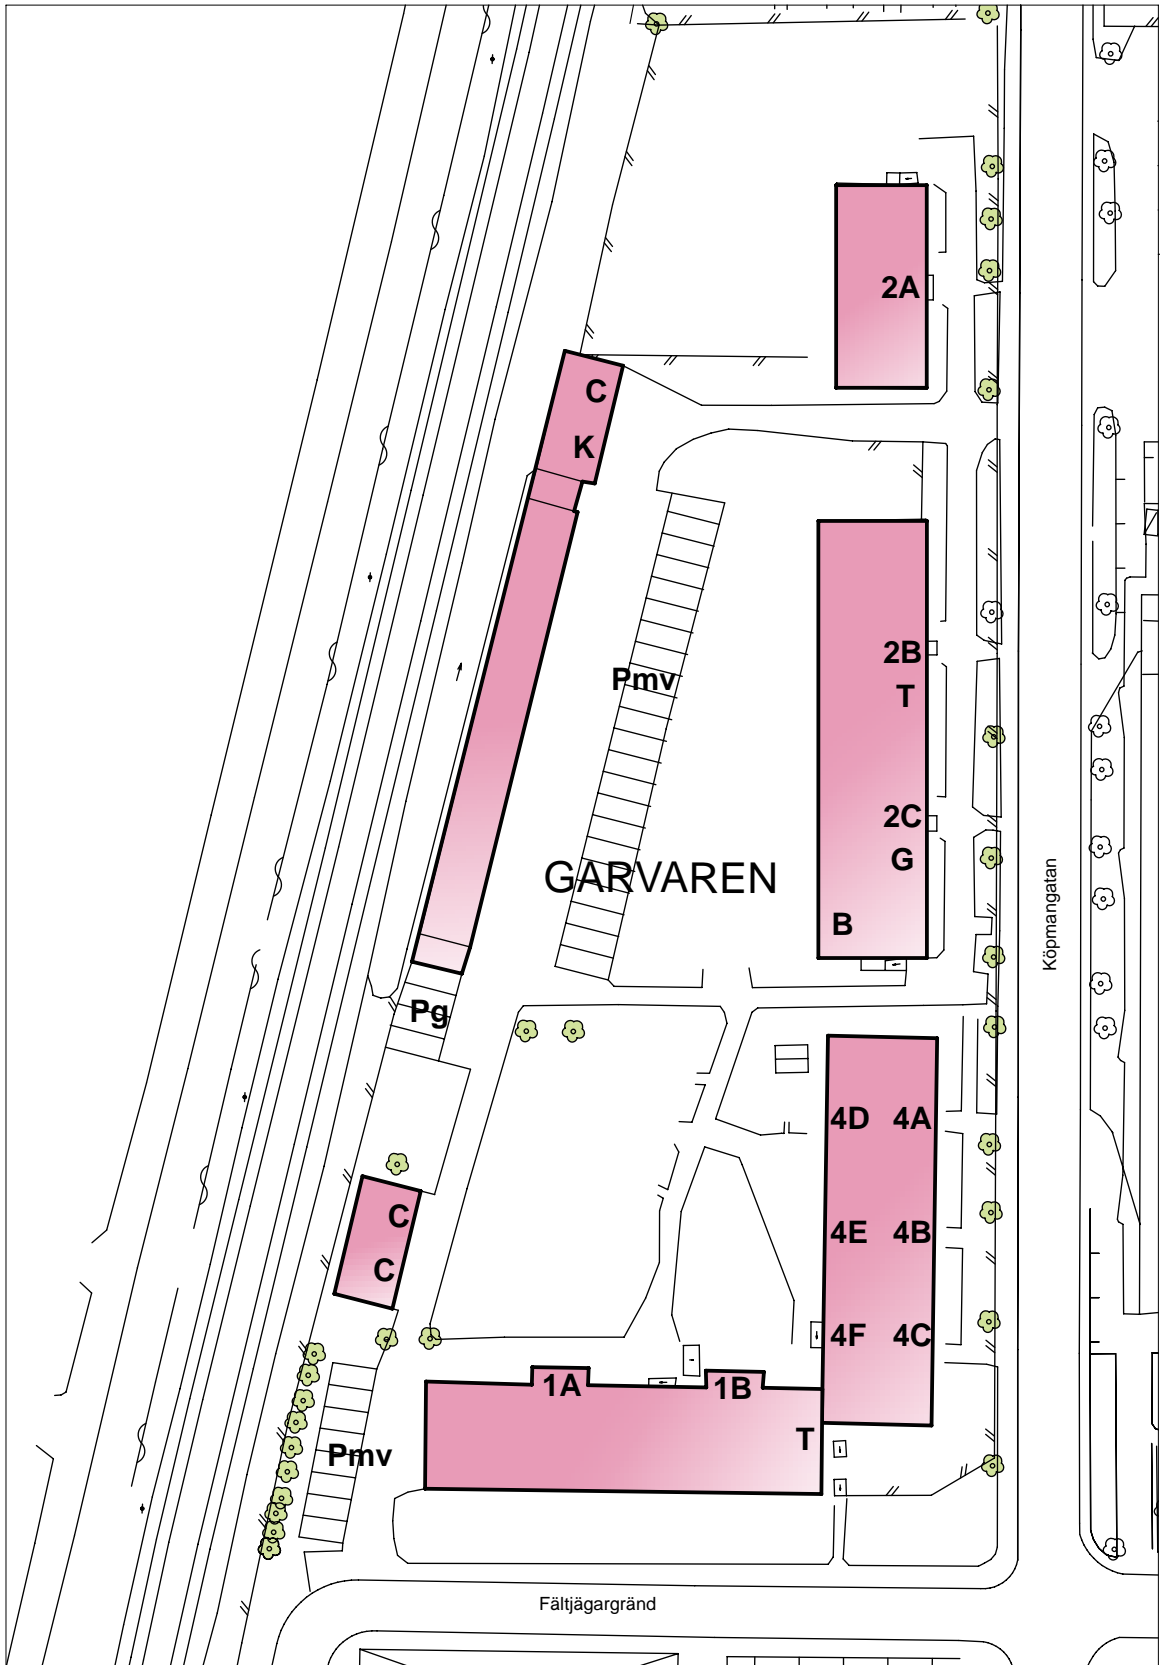 2A
C
K
2B
Pmv
T
2C
G
GARVAREN
B
Köpmangatan
Pg
4D 4A
C
4E 4B
C
4F 4C
1A
1B
T
Pmv
Fältjägargränd